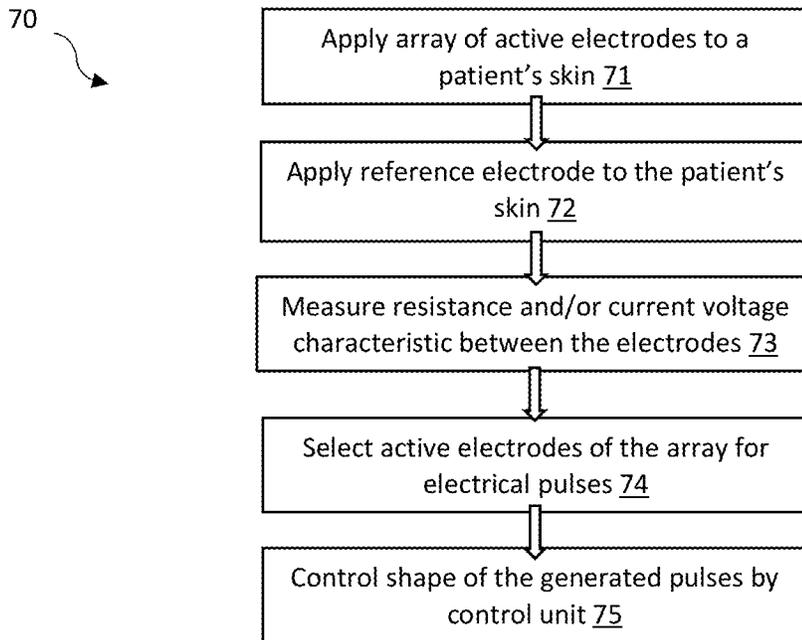 70
Apply array of active electrodes to a
patient's skin 71
Apply reference electrode to the patient's
skin 72
Measure resistance and/or current voltage
characteristic between the electrodes 73
Select active electrodes of the array for
electrical pulses 74
Control shape of the generated pulses by
control unit 75